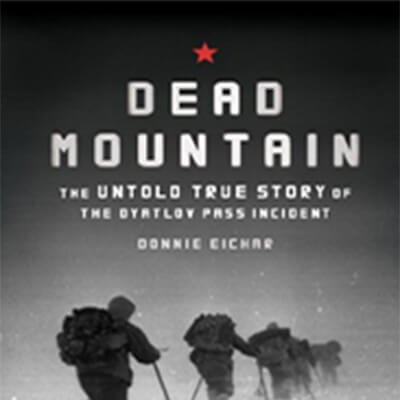 DEAD
MOUNTAIN
THE UNTOLD TRUE STORY OF
THE DYATLOV PASS INCIDENT
DONNIE EICHAR